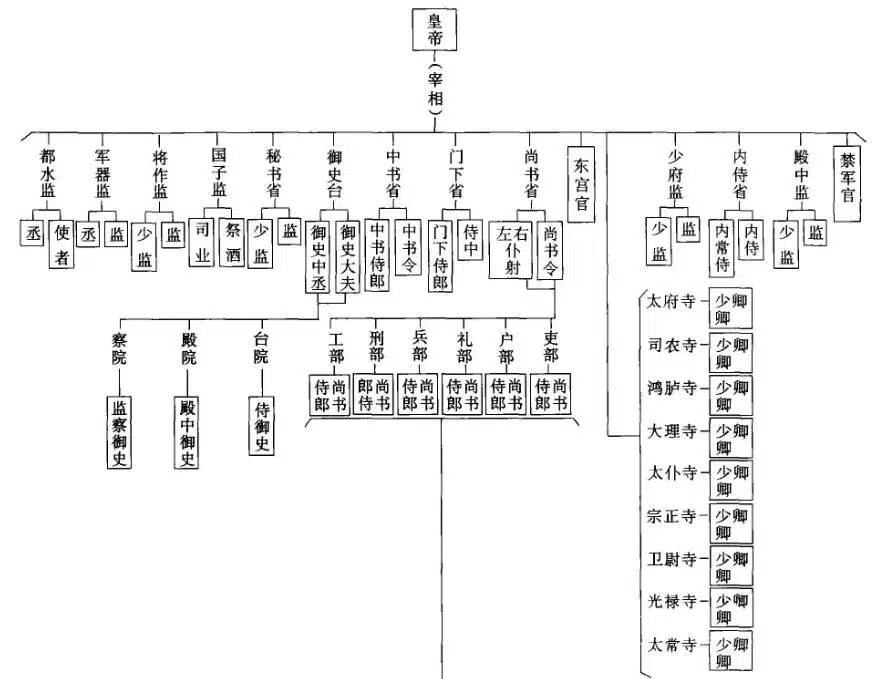 皇帝
（宰相）
都水监
军器监
将作监
国子监
秘书省
御史台
中书省
门下省
尚书省
东宫官
少府监
内侍省
殿中监
禁军官
丞
使者
丞
监
少监
监
司业
祭酒
少监
监
御史中丞
御史大夫
中书侍郎
中书令
门下侍郎
侍中
左右仆射
尚书令
少监
监
内常侍
内侍
少监
监
察院
殿院
台院
监察御史
殿中御史
侍御史
工部
刑部
兵部
礼部
户部
吏部
侍郎 尚书
郎侍 尚书
侍郎 尚书
侍郎 尚书
侍郎 尚书
侍郎 尚书
太府寺 少卿 卿
司农寺 少卿 卿
鸿胪寺 少卿 卿
大理寺 少卿 卿
太仆寺 少卿 卿
宗正寺 少卿 卿
卫尉寺 少卿 卿
光禄寺 少卿 卿
太常寺 少卿 卿